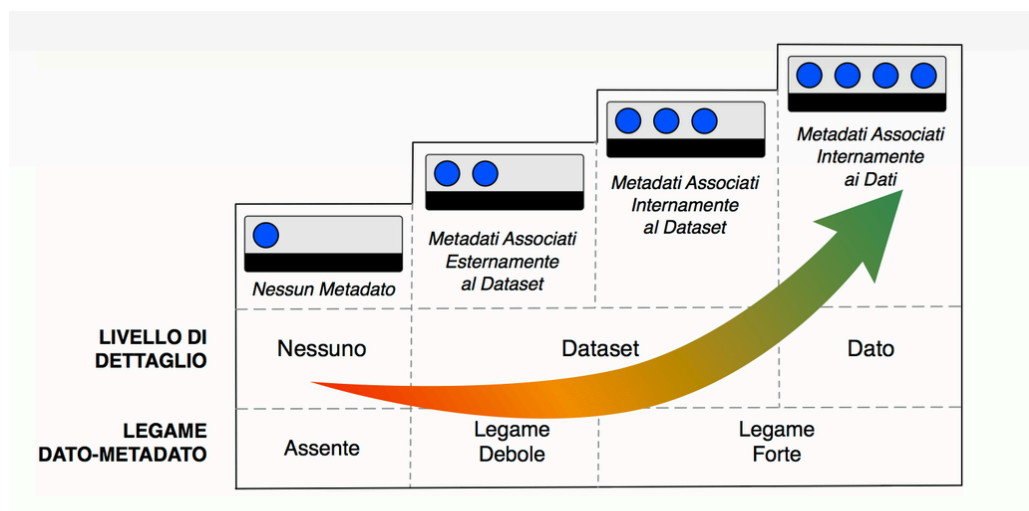 Metadati Associati
Internamente
ai Dati
Metadati Associati
Internamente
al Dataset
Metadati Associati
Esternamente
al Dataset
Nessun Metadato
LIVELLO DI
DETTAGLIO
Nessuno
Dataset
Dato
LEGAME
DATO-METADATO
Assente
Legame
Debole
Legame
Forte